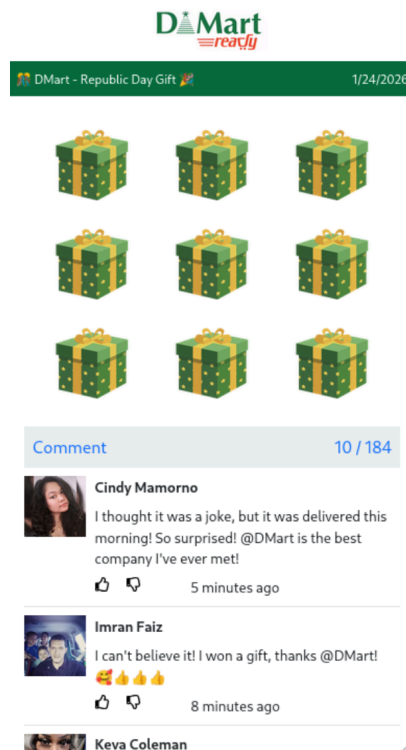 DMart
ready
🎊 DMart - Republic Day Gift 🎉 1/24/2026
Comment 10 / 184
Cindy Mamorno
I thought it was a joke, but it was delivered this
morning! So surprised! @DMart is the best
company I've ever met!
5 minutes ago
Imran Faiz
I can't believe it! I won a gift, thanks @DMart!
🥰👍👍👍
8 minutes ago
Keva Coleman